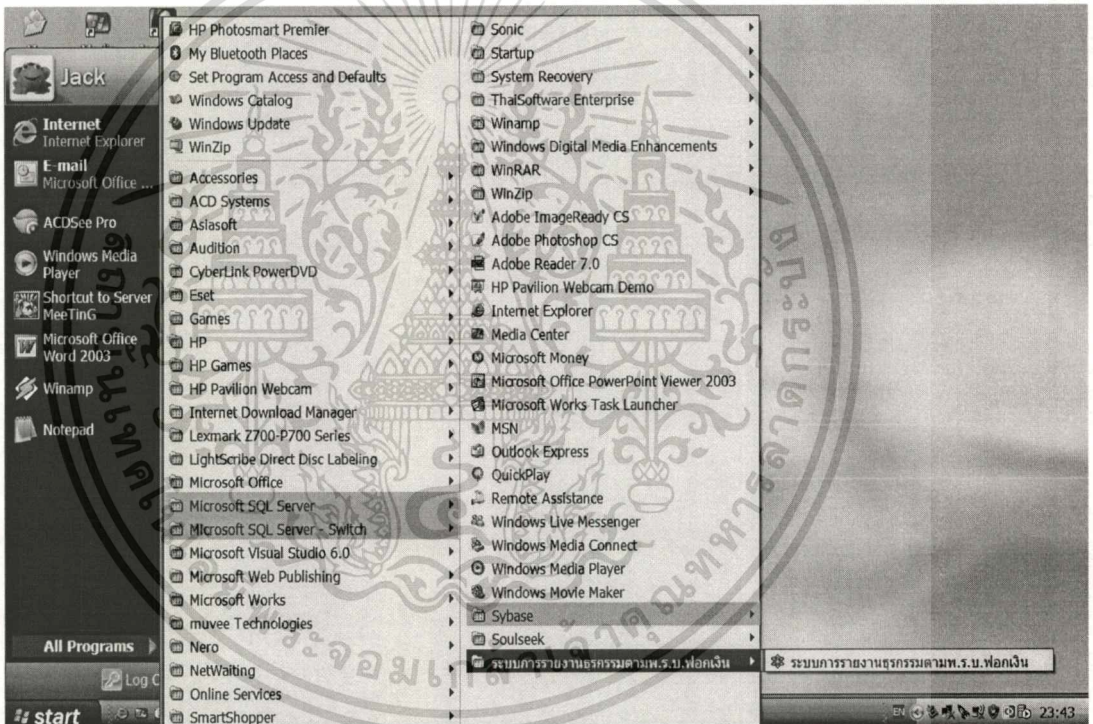 Jack
Internet
Internet Explorer
E-mail
Microsoft Office ...
ACDSee Pro
Windows Media
Player
Shortcut to Server
MeeTinG
Microsoft Office
Word 2003
Winamp
Notepad
All Programs
Log
start
HP Photosmart Premier
My Bluetooth Places
Set Program Access and Defaults
Windows Catalog
Windows Update
WinZip
Accessories
ACD Systems
Asiasoft
Audition
CyberLink PowerDVD
Eset
Games
HP
HP Games
HP Pavilion Webcam
Internet Download Manager
Lexmark Z700-P700 Series
LightScribe Direct Disc Labeling
Microsoft Office
Microsoft SQL Server
Microsoft SQL Server - Switch
Microsoft Visual Studio 6.0
Microsoft Web Publishing
Microsoft Works
muvee Technologies
Nero
NetWaiting
Online Services
SmartShopper
Sonic
Startup
System Recovery
ThaiSoftware Enterprise
Winamp
Windows Digital Media Enhancements
WinRAR
WinZip
Adobe ImageReady CS
Adobe Photoshop CS
Adobe Reader 7.0
HP Pavilion Webcam Demo
Internet Explorer
Media Center
Microsoft Money
Microsoft Office PowerPoint Viewer 2003
Microsoft Works Task Launcher
MSN
Outlook Express
QuickPlay
Remote Assistance
Windows Live Messenger
Windows Media Connect
Windows Media Player
Windows Movie Maker
Sybase
Soulseek
ระบบการรายงานธุรกรรมตามพ.ร.บ.ฟอกเงิน
ระบบการรายงานธุรกรรมตามพ.ร.บ.ฟอกเงิน
EN
23:43